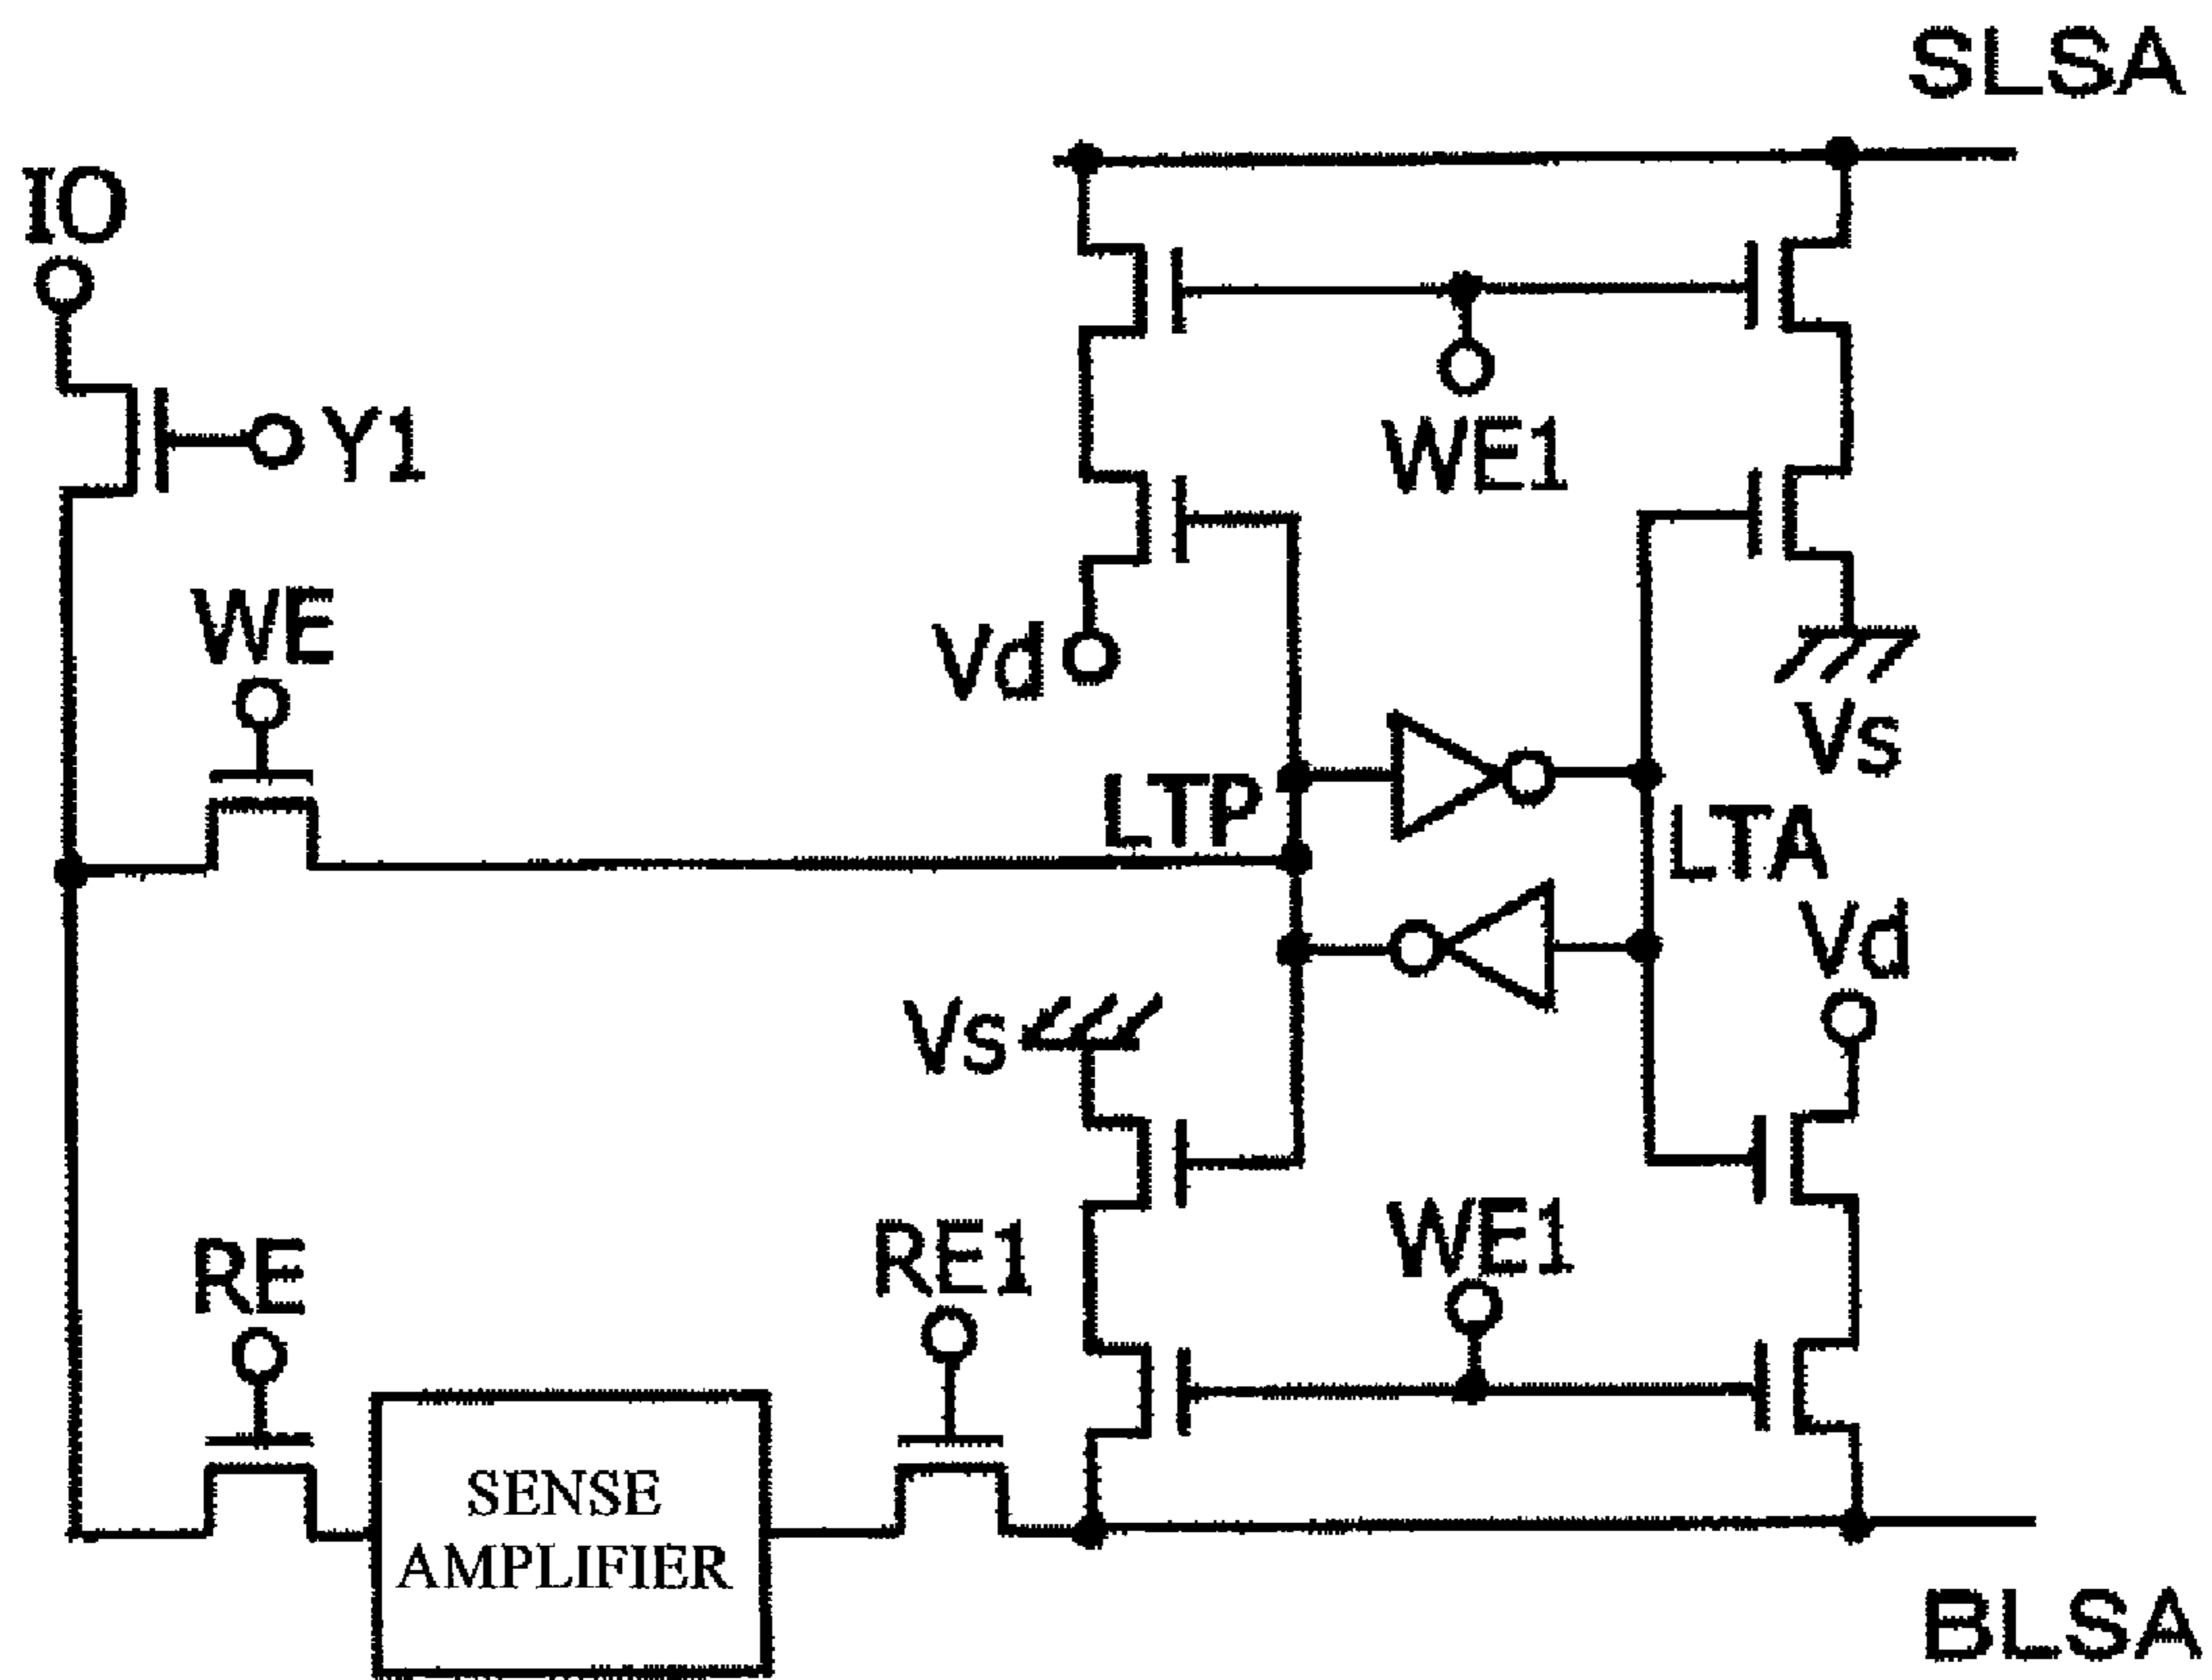 SLSA
IO
Y1
WE1
WE
Vd
Vs
LTP
LTA
Vd
Vs
RE
RE1
WE1
SENSE
AMPLIFIER
BLSA